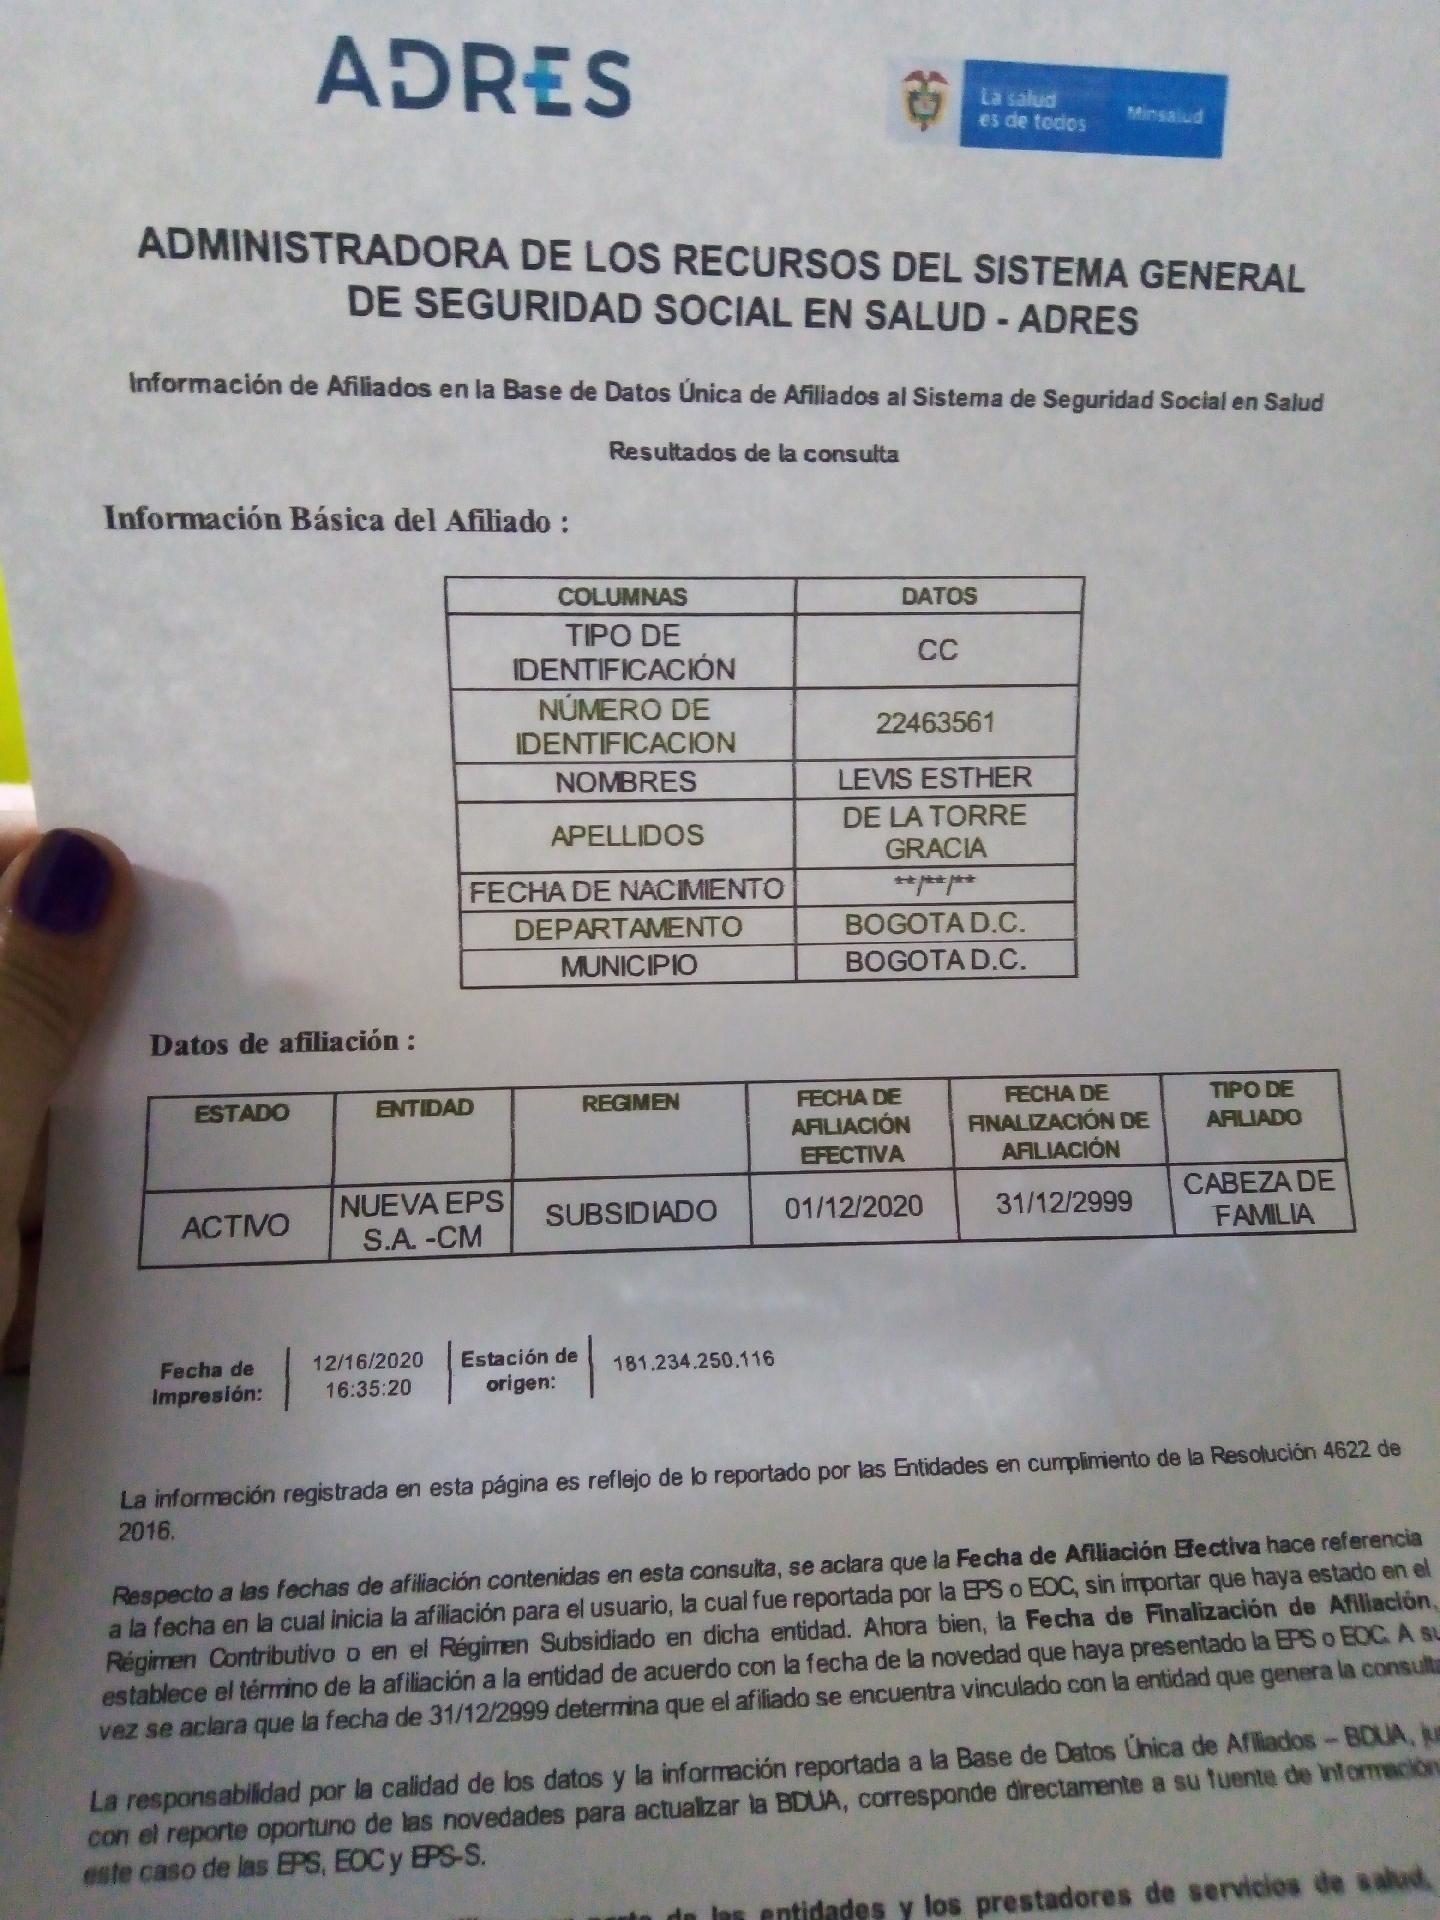 ADRES
La salud
es de todos
Minsalud
ADMINISTRADORA DE LOS RECURSOS DEL SISTEMA GENERAL
DE SEGURIDAD SOCIAL EN SALUD - ADRES
Información de Afiliados en la Base de Datos Única de Afiliados al Sistema de Seguridad Social en Salud
Resultados de la consulta
Información Básica del Afiliado :
COLUMNAS DATOS
TIPO DE
IDENTIFICACIÓN
CC
NÚMERO DE
IDENTIFICACION
22463561
NOMBRES LEVIS ESTHER
APELLIDOS
DE LA TORRE
GRACIA
FECHA DE NACIMIENTO **/**/**
DEPARTAMENTO BOGOTA D.C.
MUNICIPIO BOGOTA D.C.
Datos de afiliación :
ESTADO
ENTIDAD
REGIMEN
FECHA DE
AFILIACIÓN
EFECTIVA
FECHA DE
FINALIZACIÓN DE
AFILIACIÓN
TIPO DE
AFILIADO
ACTIVO
NUEVA EPS
S.A. -CM
SUBSIDIADO
01/12/2020
31/12/2999
CABEZA DE
FAMILIA
Fecha de
Impresión:
12/16/2020
16:35:20
Estación de
origen:
181.234.250.116
La información registrada en esta página es reflejo de lo reportado por las Entidades en cumplimiento de la Resolución 4622 de
2016.
Respecto a las fechas de afiliación contenidas en esta consulta, se aclara que la Fecha de Afiliación Efectiva hace referencia
a la fecha en la cual inicia la afiliación para el usuario, la cual fue reportada por la EPS o EOC, sin importar que haya estado en el
Régimen Contributivo o en el Régimen Subsidiado en dicha entidad. Ahora bien, la Fecha de Finalización de Afiliación,
establece el término de la afiliación a la entidad de acuerdo con la fecha de la novedad que haya presentado la EPS o EOC. A su
vez se aclara que la fecha de 31/12/2999 determina que el afiliado se encuentra vinculado con la entidad que genera la consulta
La responsabilidad por la calidad de los datos y la información reportada a la Base de Datos Única de Afiliados – BDUA, ju
con el reporte oportuno de las novedades para actualizar la BDUA, corresponde directamente a su fuente de información
este caso de las EPS, EOC y EPS-S.
de las entidades y los prestadores de servicios de salud,